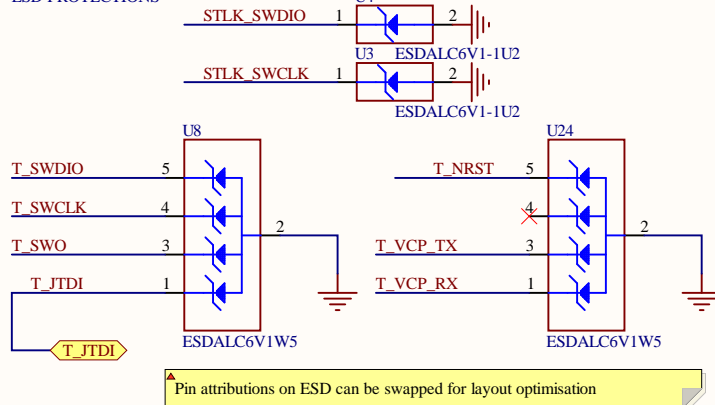 ESD PROTECTIONS
STLK_SWDIO 1 2
U3 ESDALC6V1-1U2
STLK_SWCLK 1 2
ESDALC6V1-1U2
U8 U24
T_SWDIO 5 T_NRST 5
T_SWCLK 4 4
2 2
T_SWO 3 T_VCP_TX 3
T_JTDI 1 T_VCP_RX 1
ESDALC6V1W5 ESDALC6V1W5
T_JTDI
Pin attributions on ESD can be swapped for layout optimisation